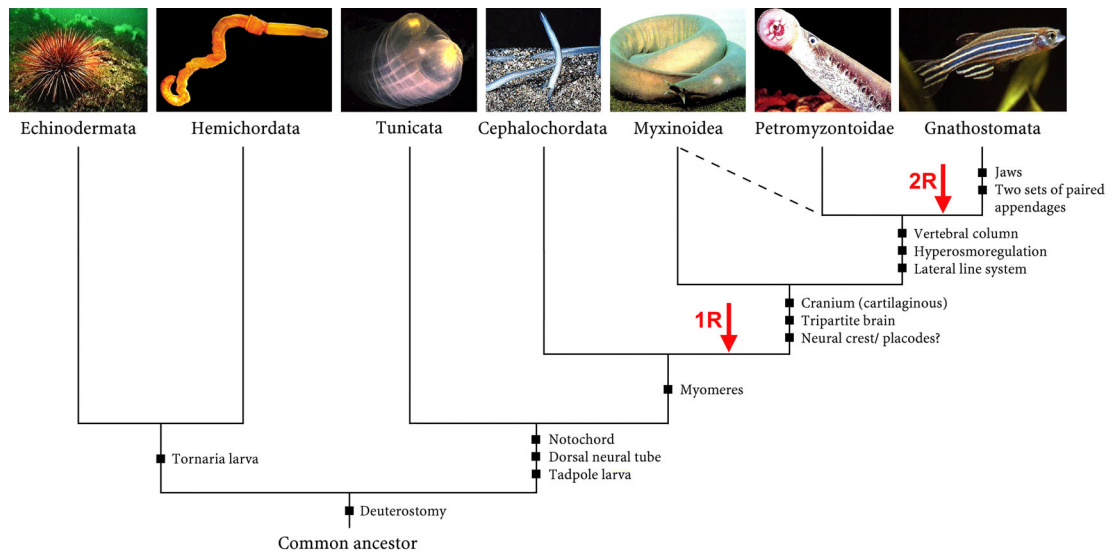 Echinodermata
Hemichordata
Tunicata
Cephalochordata
Myxinoidea
Petromyzontoidae
Gnathostomata
2R
Jaws
Two sets of paired
appendages
Vertebral column
Hyperosmoregulation
Lateral line system
1R
Cranium (cartilaginous)
Tripartite brain
Neural crest/ placodes?
Myomeres
Notochord
Dorsal neural tube
Tadpole larva
Tornaria larva
Deuterostomy
Common ancestor